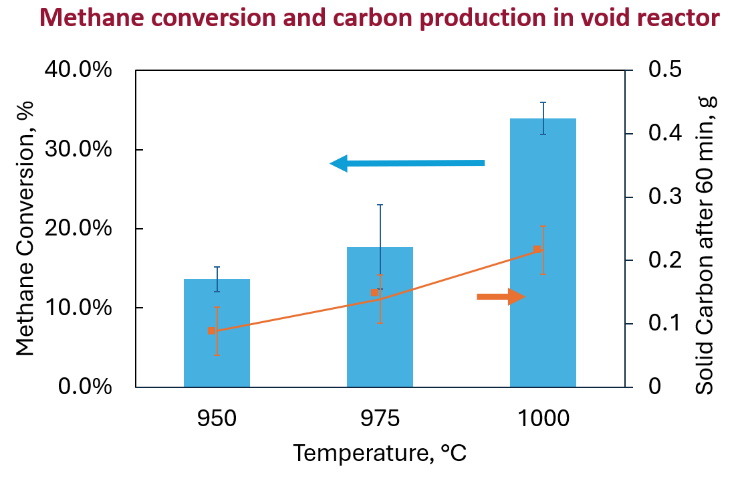 Methane conversion and carbon production in void reactor
Methane Conversion, %
40.0%
30.0%
20.0%
10.0%
0.0%
0.5
0.4
0.3
0.2
0.1
0
Solid Carbon after 60 min, g
950 975 1000
Temperature, °C